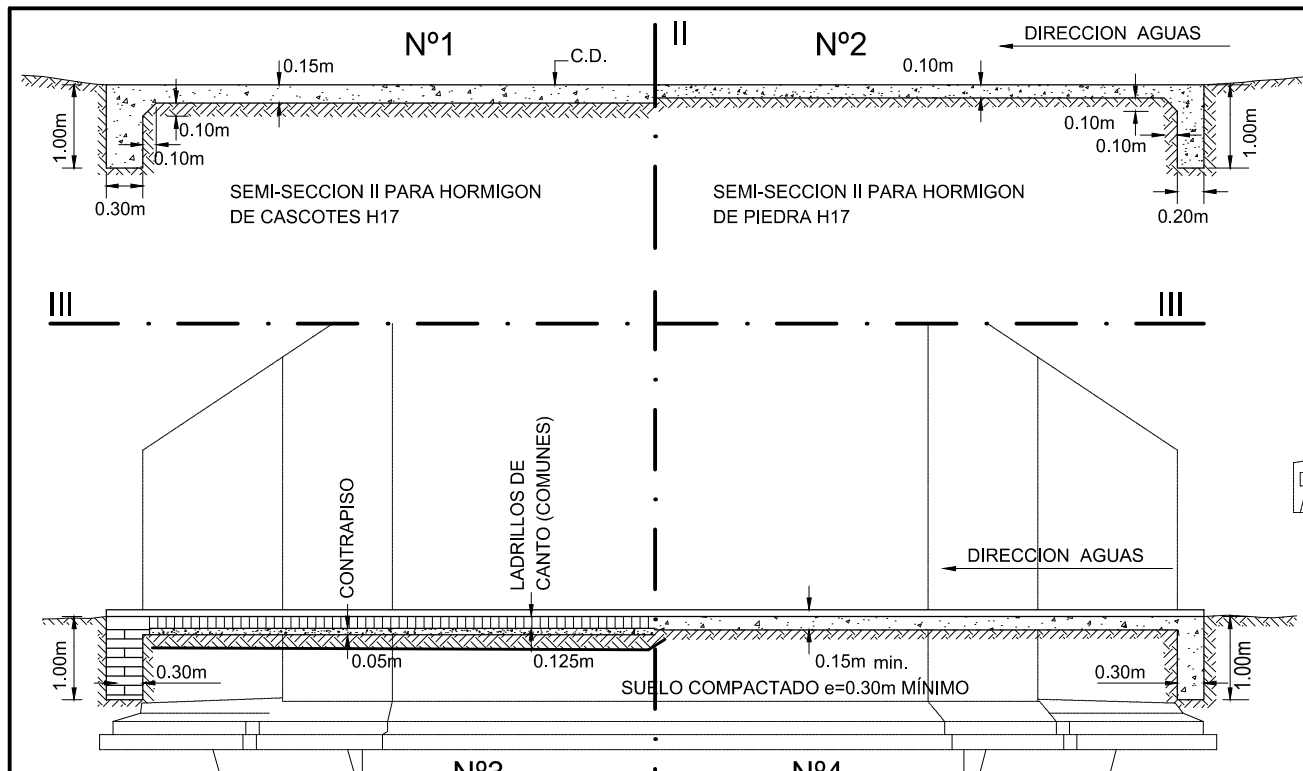 Nº1
II
Nº2
DIRECCION AGUAS
C.D.
0.15m
0.10m
1.00m
0.10m
0.10m
0.10m
0.10m
1.00m
0.30m
SEMI-SECCION II PARA HORMIGON
DE CASCOTES H17
SEMI-SECCION II PARA HORMIGON
DE PIEDRA H17
0.20m
III
III
CONTRAPISO
LADRILLOS DE
CANTO (COMUNES)
DIRECCION AGUAS
1.00m
0.30m
0.05m
0.125m
0.15m min.
0.30m
1.00m
SUELO COMPACTADO e=0.30m MÍNIMO